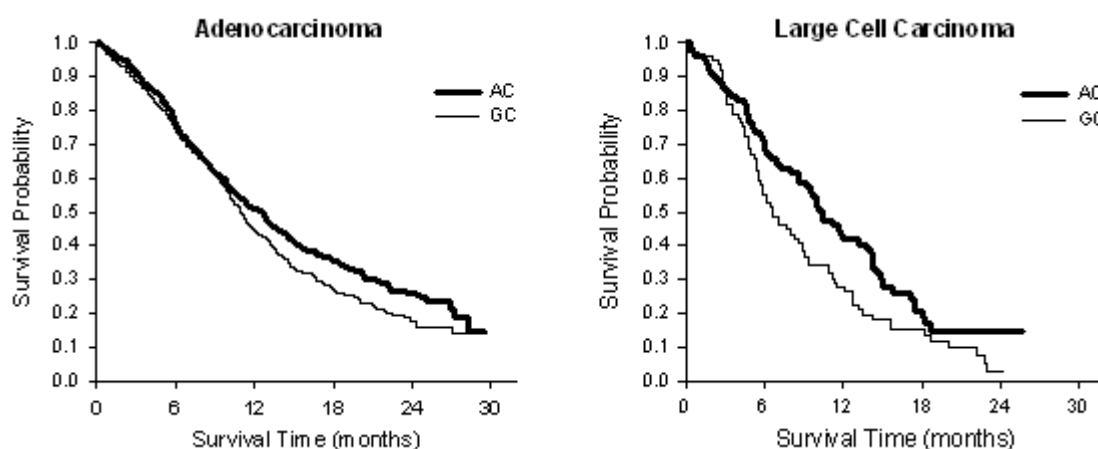 Adenocarcinoma
Survival Probability
1.0
0.9
0.8
0.7
0.6
0.5
0.4
0.3
0.2
0.1
0.0
AC
GC
0 6 12 18 24 30
Survival Time (months)
Large Cell Carcinoma
Survival Probability
1.0
0.9
0.8
0.7
0.6
0.5
0.4
0.3
0.2
0.1
0.0
AC
GC
0 6 12 18 24 30
Survival Time (months)